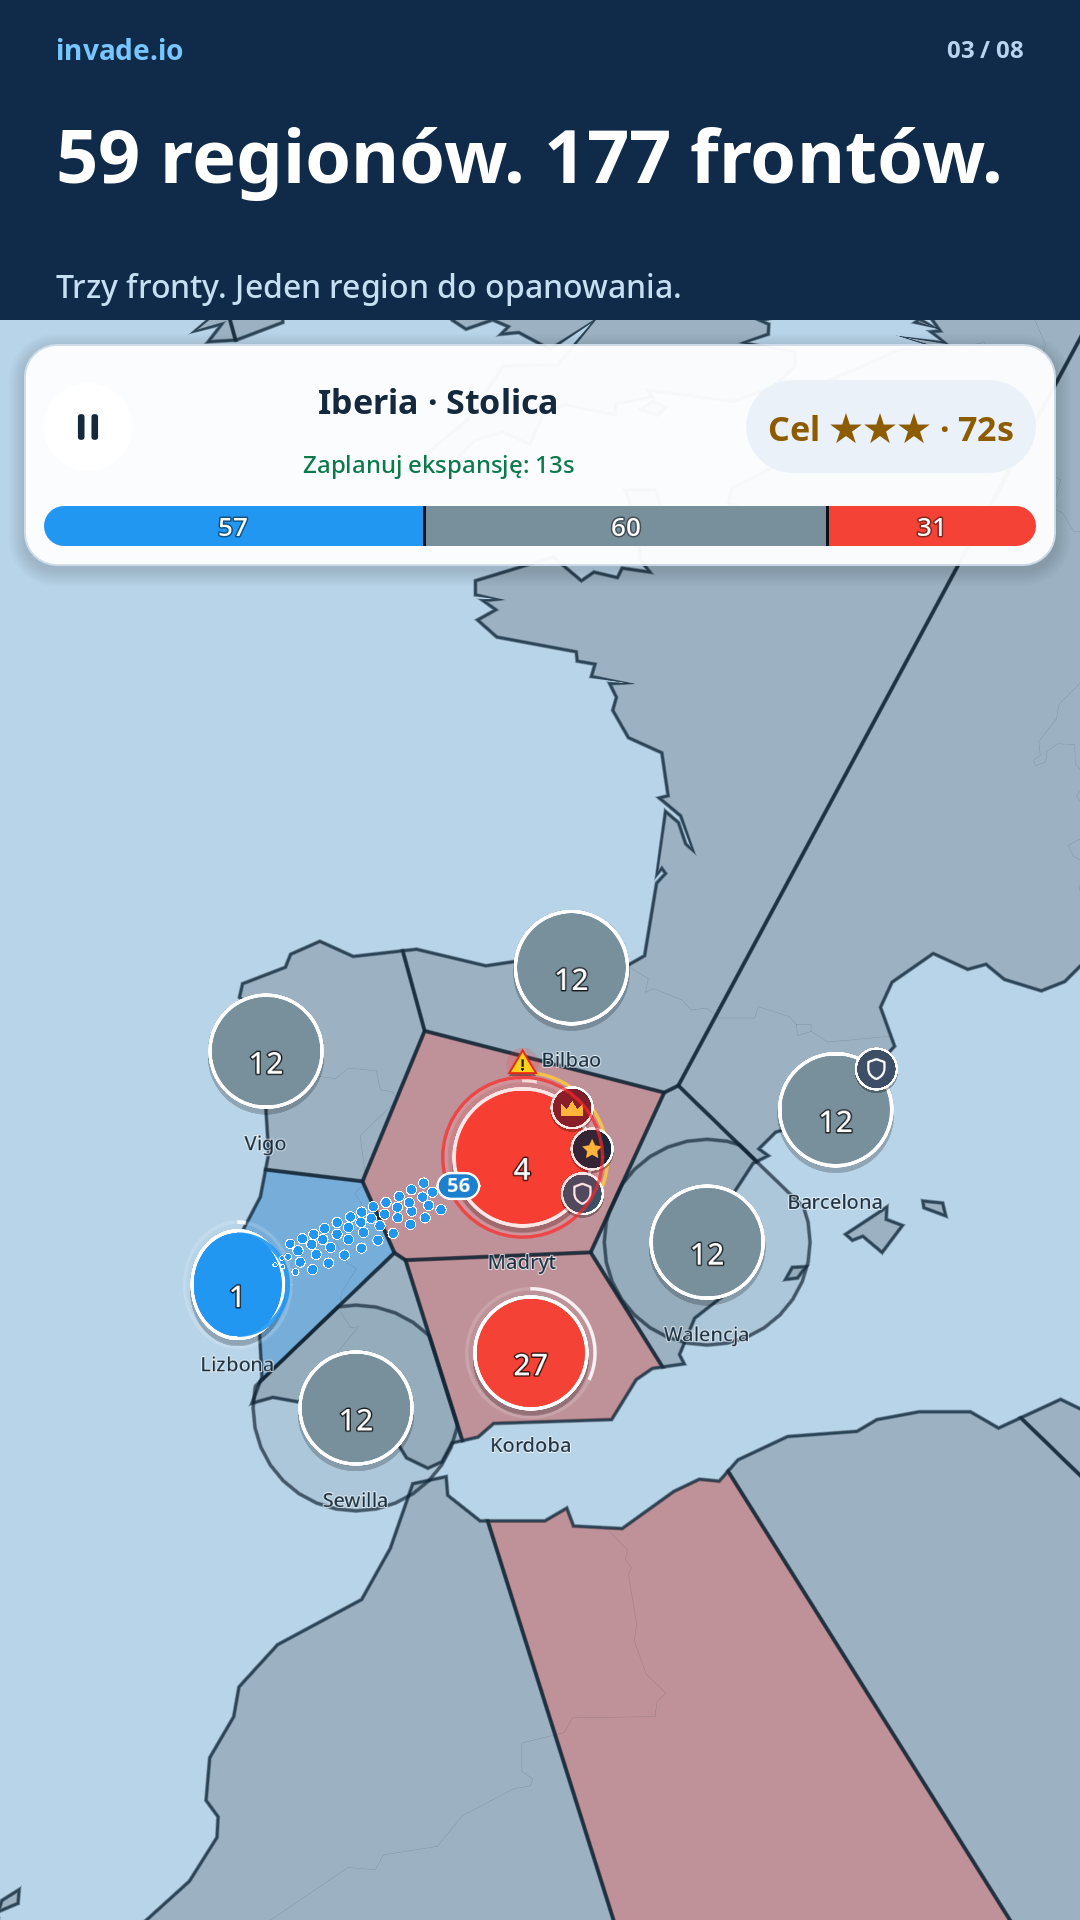 invade.io
03 / 08
59 regionów. 177 frontów.
Trzy fronty. Jeden region do opanowania.
Iberia · Stolica
Cel ★★★ · 72s
Zaplanuj ekspansję: 13s
57
60
31
12
12
Bilbao
12
Vigo
4
12
56
Barcelona
12
Madryt
1
Walencja
Lizbona
27
12
Kordoba
Sewilla